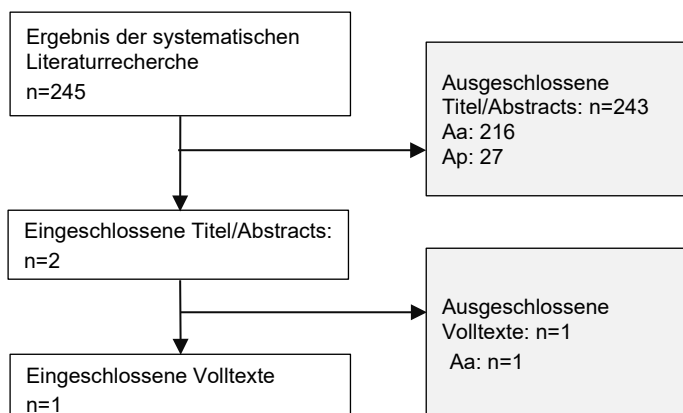 Ergebnis der systematischen
Literaturrecherche
n=245
Ausgeschlossene
Titel/Abstracts: n=243
Aa: 216
Ap: 27
Eingeschlossene Titel/Abstracts:
n=2
Ausgeschlossene
Volltexte: n=1
Aa: n=1
Eingeschlossene Volltexte
n=1